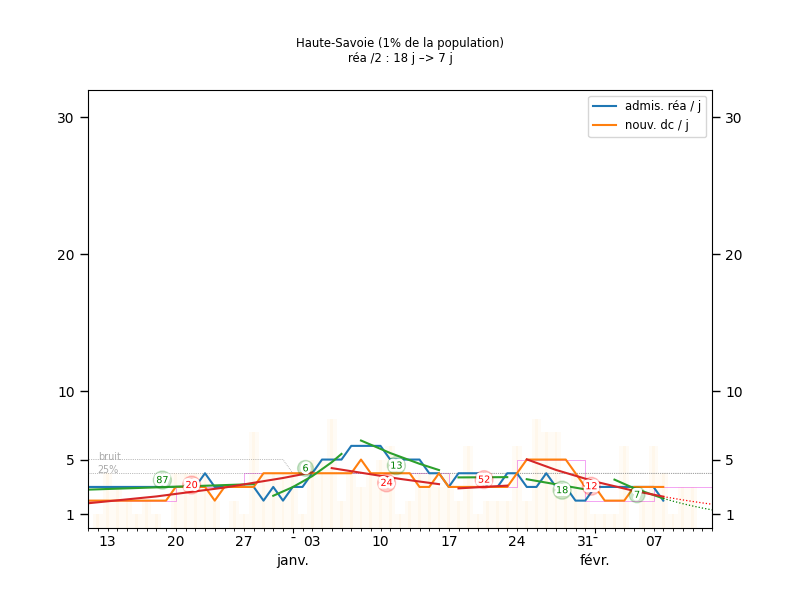 Haute-Savoie (1% de la population)
réa /2 : 18 j –> 7 j
admis. réa / j
nouv. dc / j
30 30
20 20
10 10
5 5
1 1
bruit
25%
87 20 6 24 13 52 18 12 7
13 20 27 - 03 10 17 24 31 - 07
janv. févr.